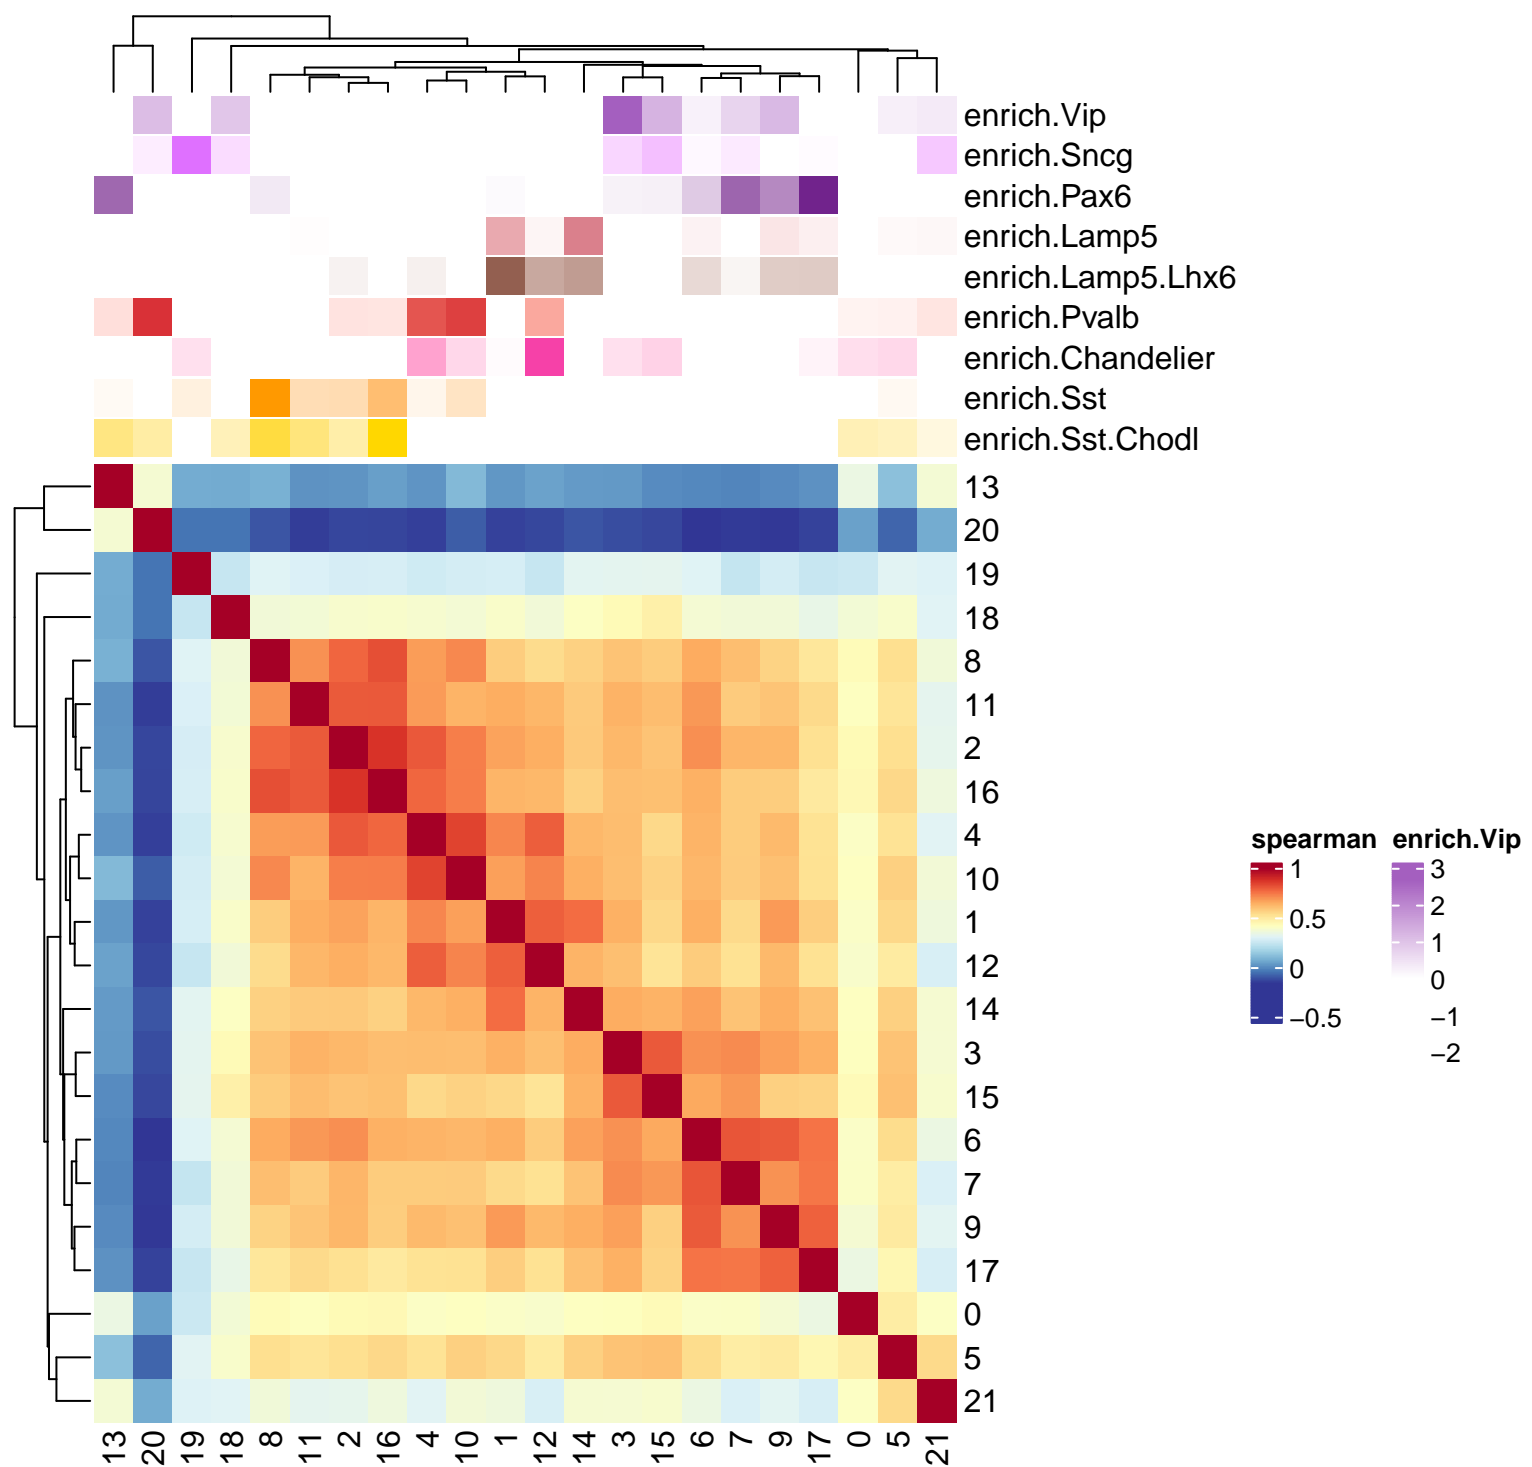 enrich.Vip
enrich.Sncg
enrich.Pax6
enrich.Lamp5
enrich.Lamp5.Lhx6
enrich.Pvalb
enrich.Chandelier
enrich.Sst
enrich.Sst.Chodl
13
20
19
18
8
11
2
16
4
10
1
12
14
3
15
6
7
9
17
0
5
21
13 20 19 18 8 11 2 16 4 10 1 12 14 3 15 6 7 9 17 0 5 21
spearman
1
0.5
0
−0.5
enrich.Vip
3
2
1
0
−1
−2